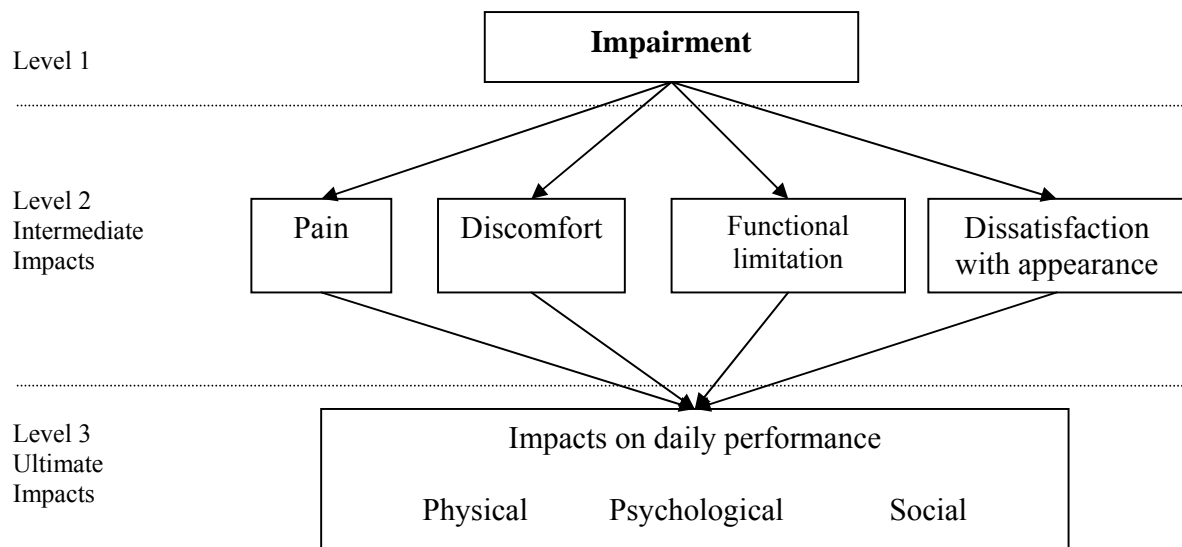 Level 1
Impairment
Level 2
Intermediate
Impacts
Pain
Discomfort
Functional
limitation
Dissatisfaction
with appearance
Level 3
Ultimate
Impacts
Impacts on daily performance
Physical Psychological Social